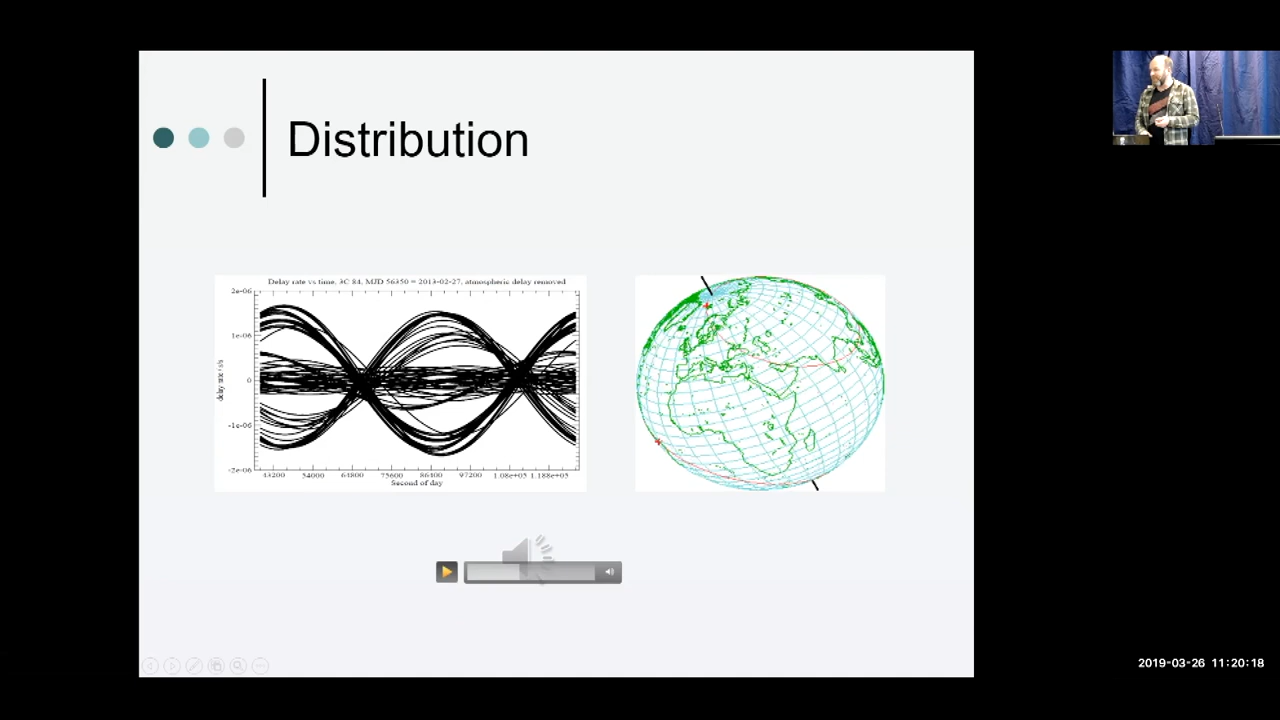 Distribution
Delay rate vs time, 3C 84, MJD 56350 = 2013-02-27, atmospheric delay removed
2e-06
1e-06
0
-1e-06
-2e-06
delay rate / s/s
43200 54000 64800 75600 86400 97200 1.08e+05 1.188e+05
Second of day
2019-03-26 11:20:18